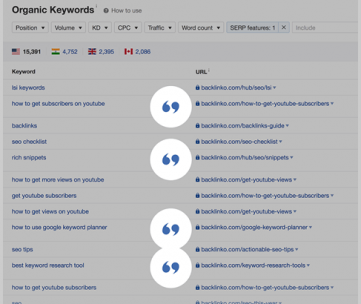 Organic Keywords i ? How to use
Position Volume KD CPC Traffic Word count SERP features: 1 × Include
15,391 4,752 2,395 2,086
Keyword URL
lsi keywords backlinko.com/hub/seo/lsi
how to get subscribers on youtube backlinko.com/how-to-get-youtube-subscribers
backlinks backlinko.com/backlinks-guide
seo checklist backlinko.com/seo-checklist
rich snippets backlinko.com/hub/seo/snippets
how to get more views on youtube backlinko.com/get-youtube-views
get youtube subscribers backlinko.com/how-to-get-youtube-subscribers
how to get views on youtube backlinko.com/get-youtube-views
how to use google keyword planner backlinko.com/google-keyword-planner
seo tips backlinko.com/actionable-seo-tips
best keyword research tool backlinko.com/keyword-research-tools
how to get youtube subscribers backlinko.com/how-to-get-youtube-subscribers